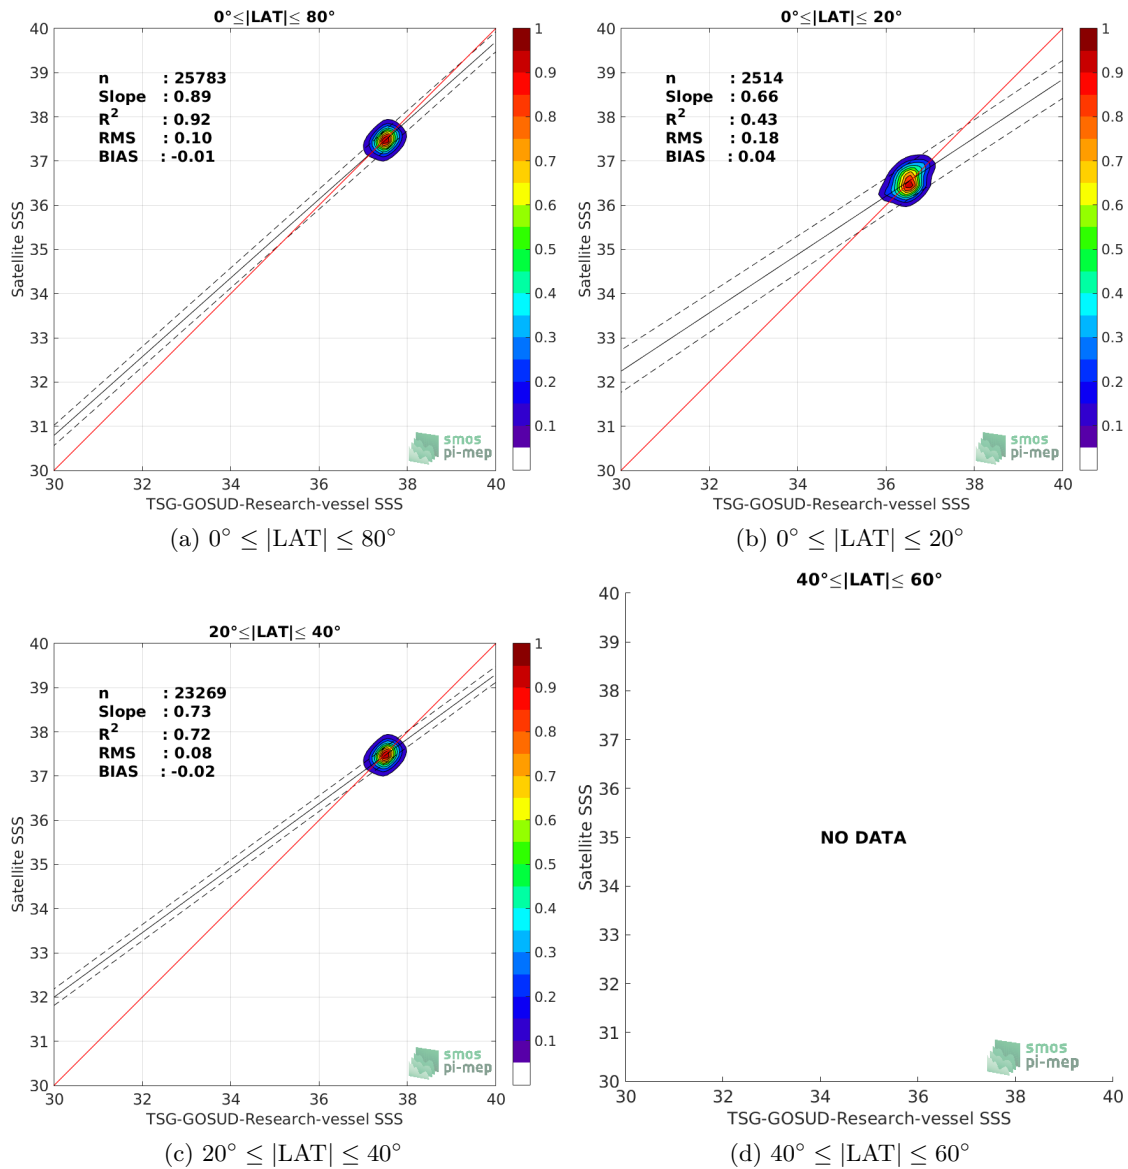 0°≤|LAT|≤ 80°
40
39
38
37
36
35
34
33
32
31
30
Satellite SSS
n : 25783
Slope : 0.89
R2 : 0.92
RMS : 0.10
BIAS : -0.01
smos
pi-mep
30 32 34 36 38 40
TSG-GOSUD-Research-vessel SSS
1
0.9
0.8
0.7
0.6
0.5
0.4
0.3
0.2
0.1
(a) 0° ≤ |LAT| ≤ 80°
0°≤|LAT|≤ 20°
40
39
38
37
36
35
34
33
32
31
30
Satellite SSS
n : 2514
Slope : 0.66
R2 : 0.43
RMS : 0.18
BIAS : 0.04
smos
pi-mep
30 32 34 36 38 40
TSG-GOSUD-Research-vessel SSS
1
0.9
0.8
0.7
0.6
0.5
0.4
0.3
0.2
0.1
(b) 0° ≤ |LAT| ≤ 20°
20°≤|LAT|≤ 40°
40
39
38
37
36
35
34
33
32
31
30
Satellite SSS
n : 23269
Slope : 0.73
R2 : 0.72
RMS : 0.08
BIAS : -0.02
smos
pi-mep
30 32 34 36 38 40
TSG-GOSUD-Research-vessel SSS
1
0.9
0.8
0.7
0.6
0.5
0.4
0.3
0.2
0.1
(c) 20° ≤ |LAT| ≤ 40°
40°≤|LAT|≤ 60°
40
39
38
37
36
35
34
33
32
31
30
Satellite SSS
NO DATA
smos
pi-mep
30 32 34 36 38 40
TSG-GOSUD-Research-vessel SSS
(d) 40° ≤ |LAT| ≤ 60°